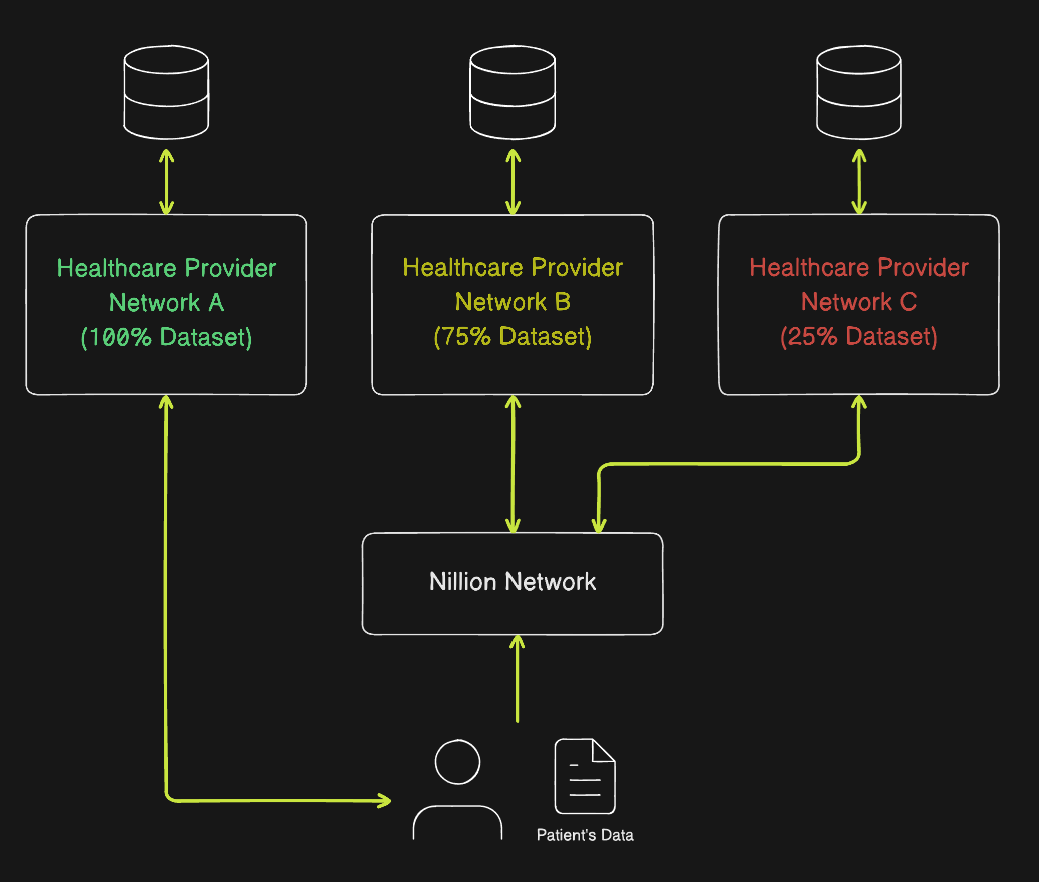 Healthcare Provider
Network A
(100% Dataset)
Healthcare Provider
Network B
(75% Dataset)
Healthcare Provider
Network C
(25% Dataset)
Nillion Network
Patient's Data